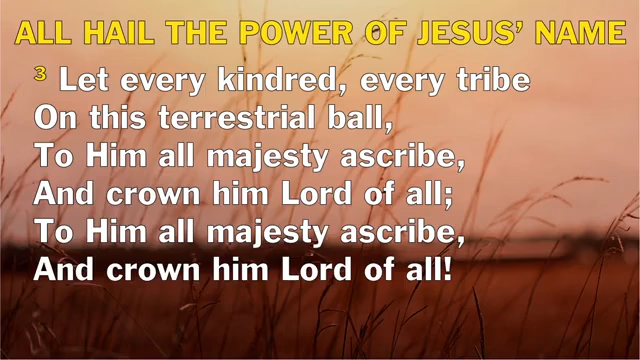 ALL HAIL THE POWER OF JESUS’ NAME
3 Let every kindred, every tribe
On this terrestrial ball,
To Him all majesty ascribe,
And crown him Lord of all;
To Him all majesty ascribe,
And crown him Lord of all!